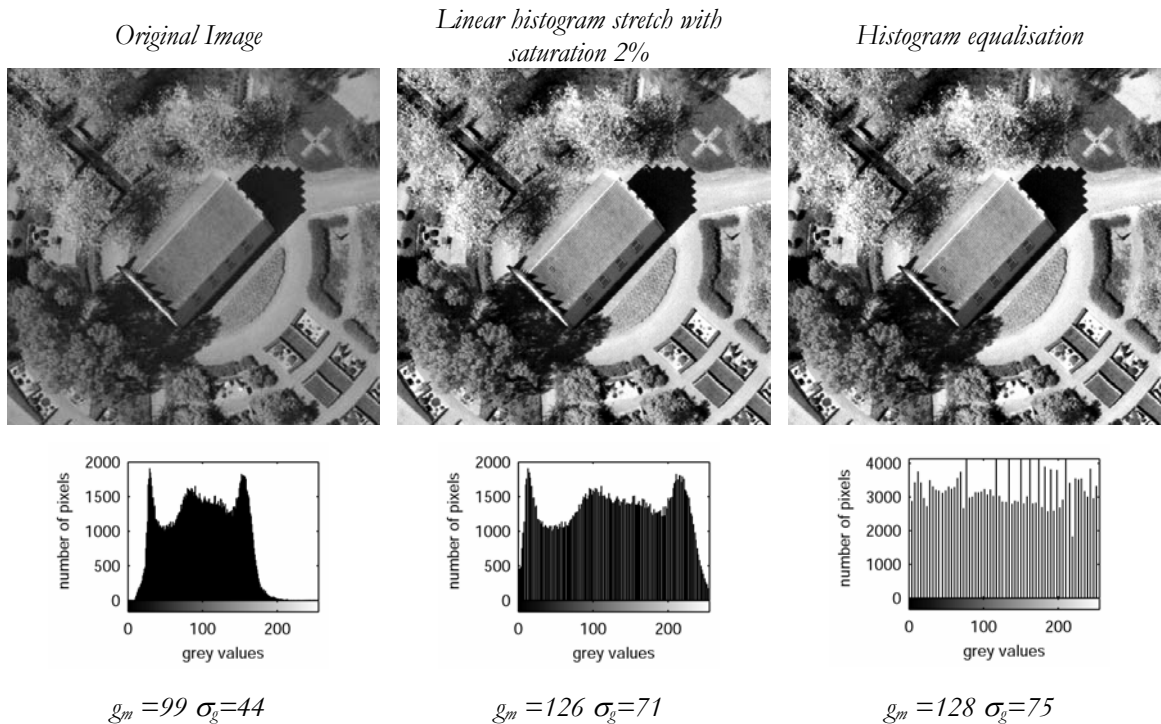 Original Image
Linear histogram stretch with
saturation 2%
Histogram equalisation
2000
1500
1000
500
0
number of pixels
0 100 200
grey values
2000
1500
1000
500
0
number of pixels
0 100 200
grey values
4000
3000
2000
1000
0
number of pixels
0 100 200
grey values
gₘ =99 σg=44
gₘ =126 σg=71
gₘ =128 σg=75